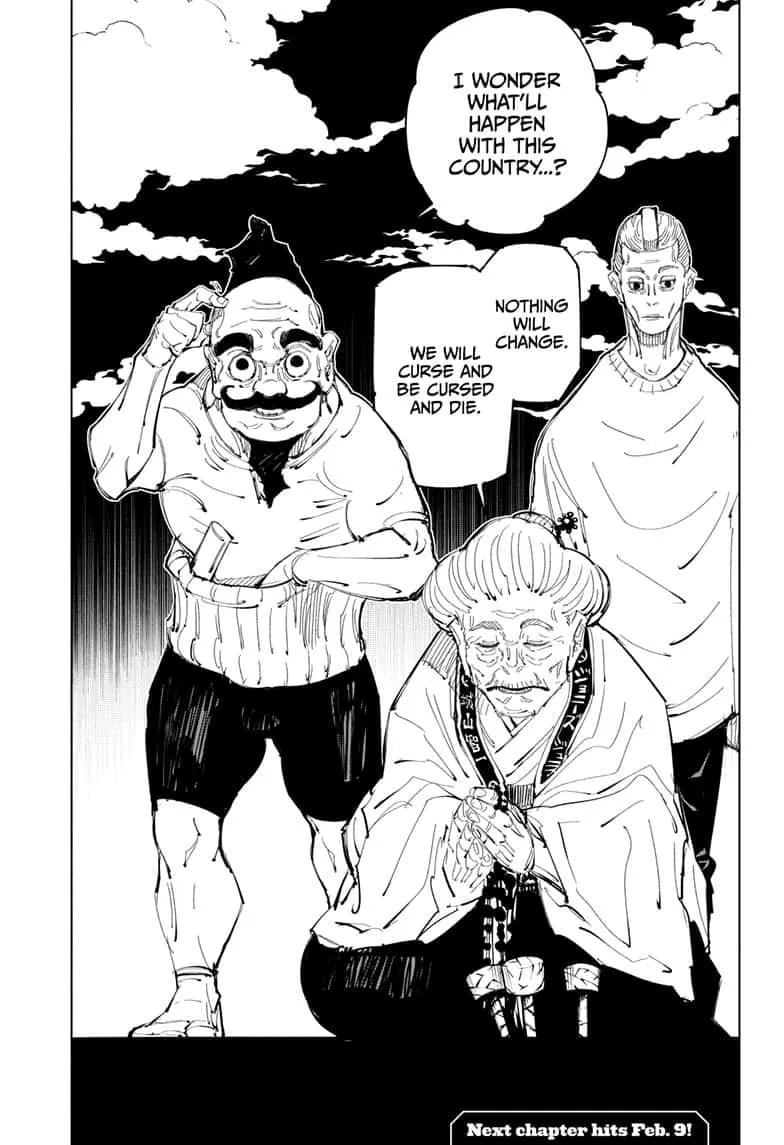 I WONDER
WHAT'LL
HAPPEN
WITH THIS
COUNTRY...?
NOTHING
WILL
CHANGE.
WE WILL
CURSE AND
BE CURSED
AND DIE.
Next chapter hits Feb. 9!